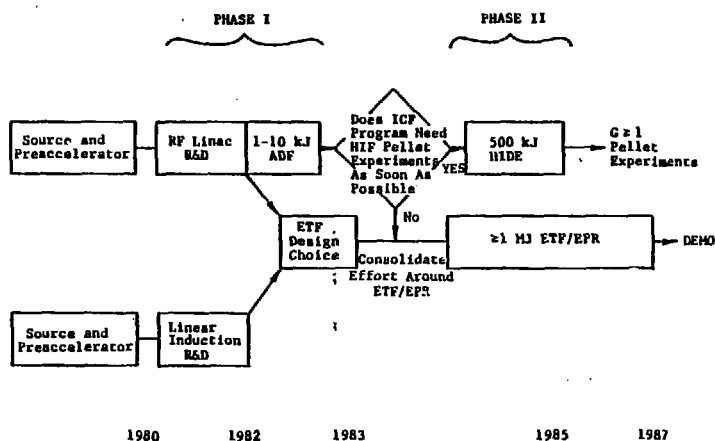 PHASE I
PHASE II
Source and
Preaccelerator
RF Linac
R&D
1-10 kJ
ADF
Does ICF
Program Need
HIF Pellet
Experiments
As Soon As
Possible
YES
No
500 kJ
HIDE
G ≥ 1
Pellet
Experiments
ETF
Design
Choice
Consolidate
Effort Around
ETF/EPR
≥1 MJ ETF/EPR
DEMO
Source and
Preaccelerator
Linear
Induction
R&D
1980 1982 1983 1985 1987